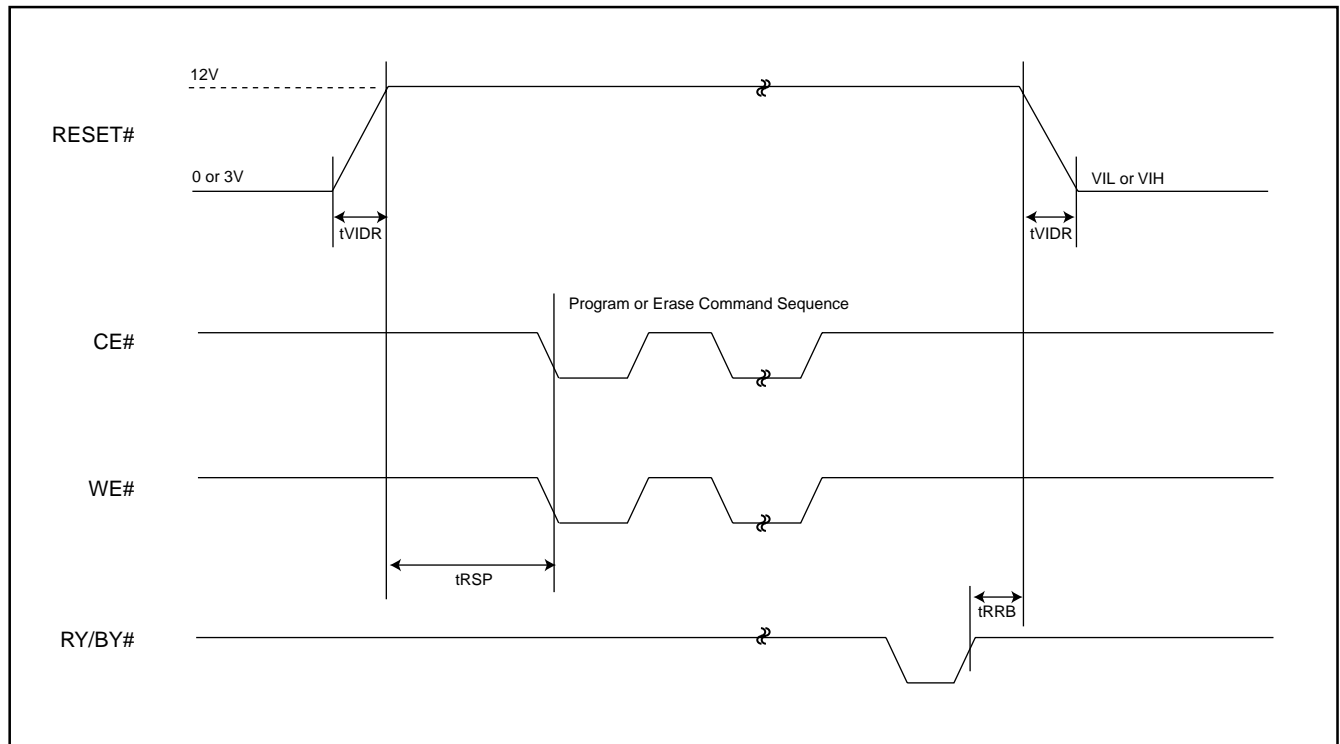 12V
RESET#
0 or 3V
VIL or VIH
tVIDR
tVIDR
Program or Erase Command Sequence
CE#
WE#
tRSP
tRRB
RY/BY#